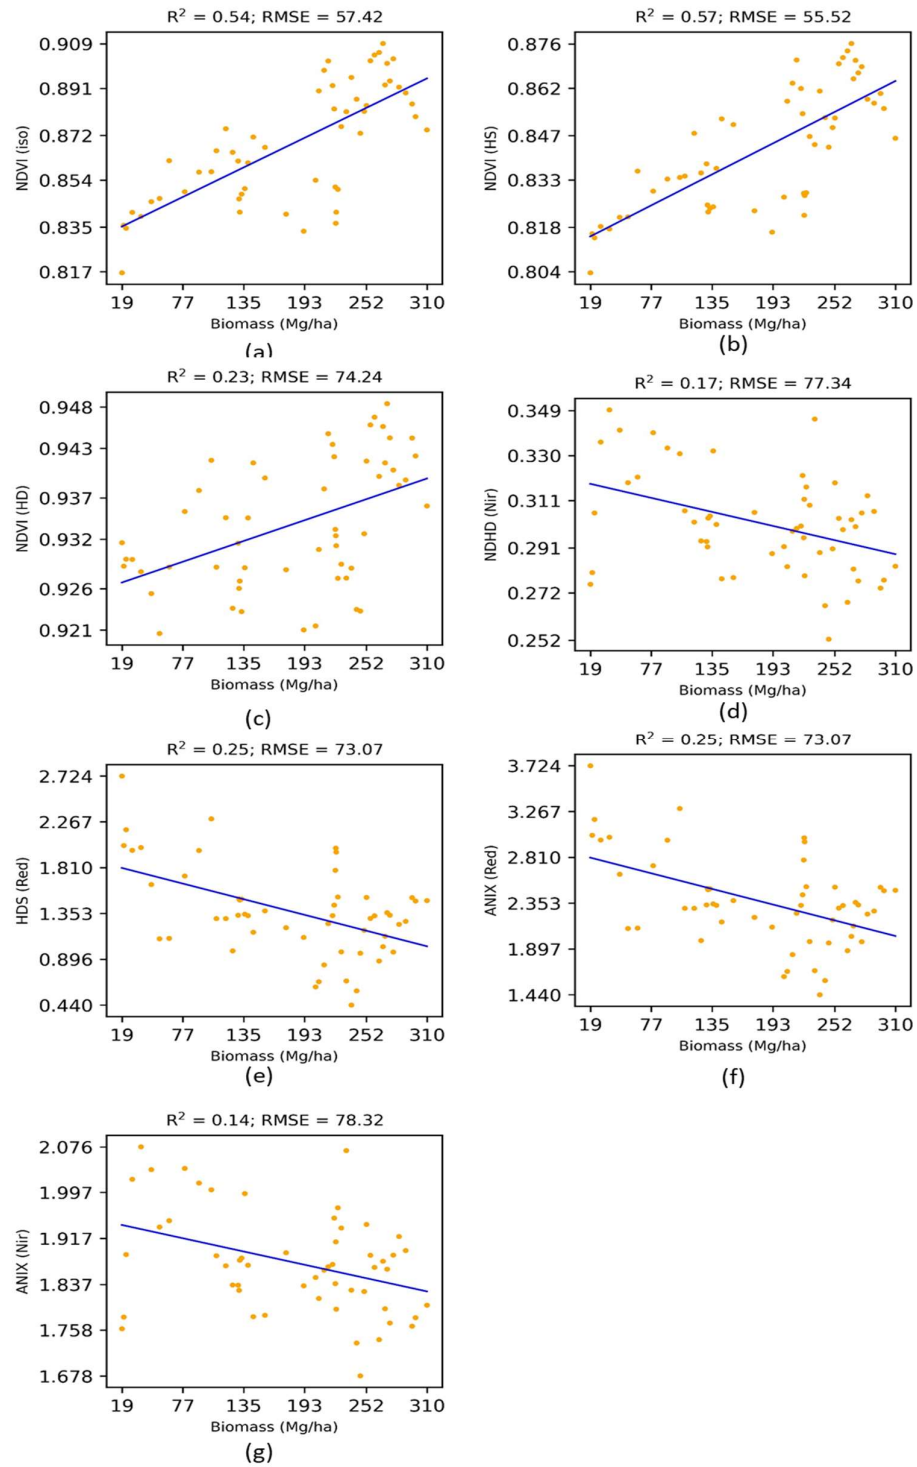 R² = 0.54; RMSE = 57.42
0.909
0.891
0.872
0.854
0.835
0.817
NDVI (iso)
19 77 135 193 252 310
Biomass (Mg/ha)
(a)
R² = 0.57; RMSE = 55.52
0.876
0.862
0.847
0.833
0.818
0.804
NDVI (HS)
19 77 135 193 252 310
Biomass (Mg/ha)
(b)
R² = 0.23; RMSE = 74.24
0.948
0.943
0.937
0.932
0.926
0.921
NDVI (HD)
19 77 135 193 252 310
Biomass (Mg/ha)
(c)
R² = 0.17; RMSE = 77.34
0.349
0.330
0.311
0.291
0.272
0.252
NDHD (Nir)
19 77 135 193 252 310
Biomass (Mg/ha)
(d)
R² = 0.25; RMSE = 73.07
2.724
2.267
1.810
1.353
0.896
0.440
HDS (Red)
19 77 135 193 252 310
Biomass (Mg/ha)
(e)
R² = 0.25; RMSE = 73.07
3.724
3.267
2.810
2.353
1.897
1.440
ANIX (Red)
19 77 135 193 252 310
Biomass (Mg/ha)
(f)
R² = 0.14; RMSE = 78.32
2.076
1.997
1.917
1.837
1.758
1.678
ANIX (Nir)
19 77 135 193 252 310
Biomass (Mg/ha)
(g)